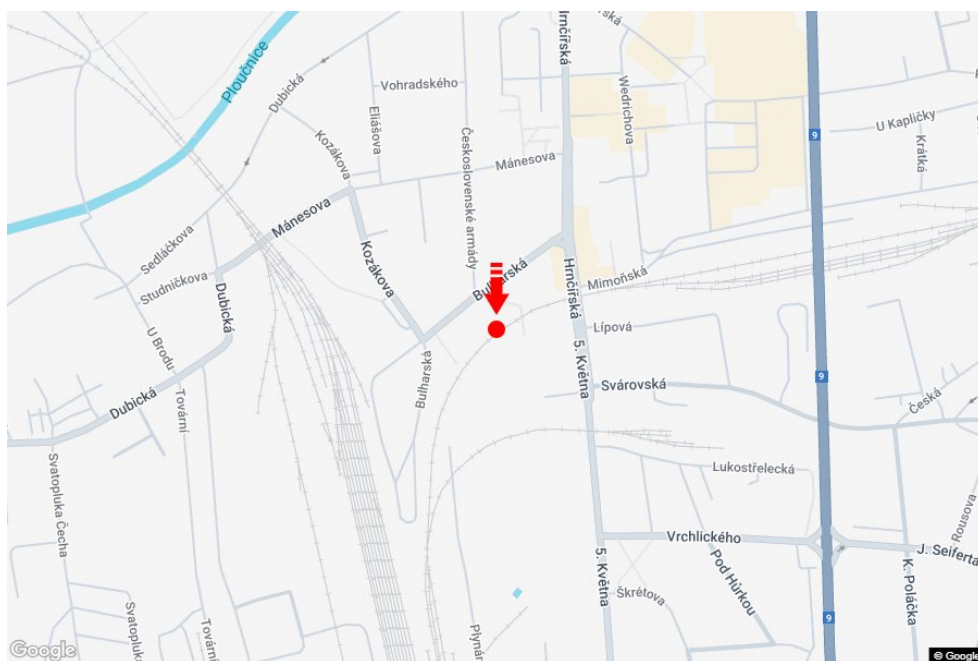 Hrnčířská
Ploučnice
Dubická
Vohradského
Eliášova
Kozákova
Československé armády
Wedrichova
9
U Kapličky
Krátká
Mánesova
Mánesova
Sedláčkova
Studničkova
Kozákova
Bulharská
Hrnčířská
Mimoňská
Dubická
U Brodu
Lípová
5. Května
Bulharská
9
Svárovská
Česká
Dubická
Tovární
Svatopluka Čecha
Lukostřelecká
Rousova
Vrchlického
J. Seiferta
5. Května
Pod Hůrkou
K. Poláčka
Škrétova
9
Svatopluka
Tovární
Plynár
Google
© Google